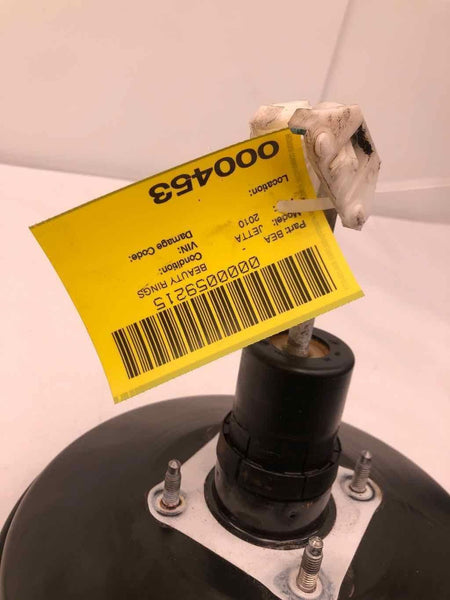 0000059215
BEAUTY RINGS
Part: BEA -
Model: JETTA
2010
Condition:
VIN:
Damage Code:
Location:
000453